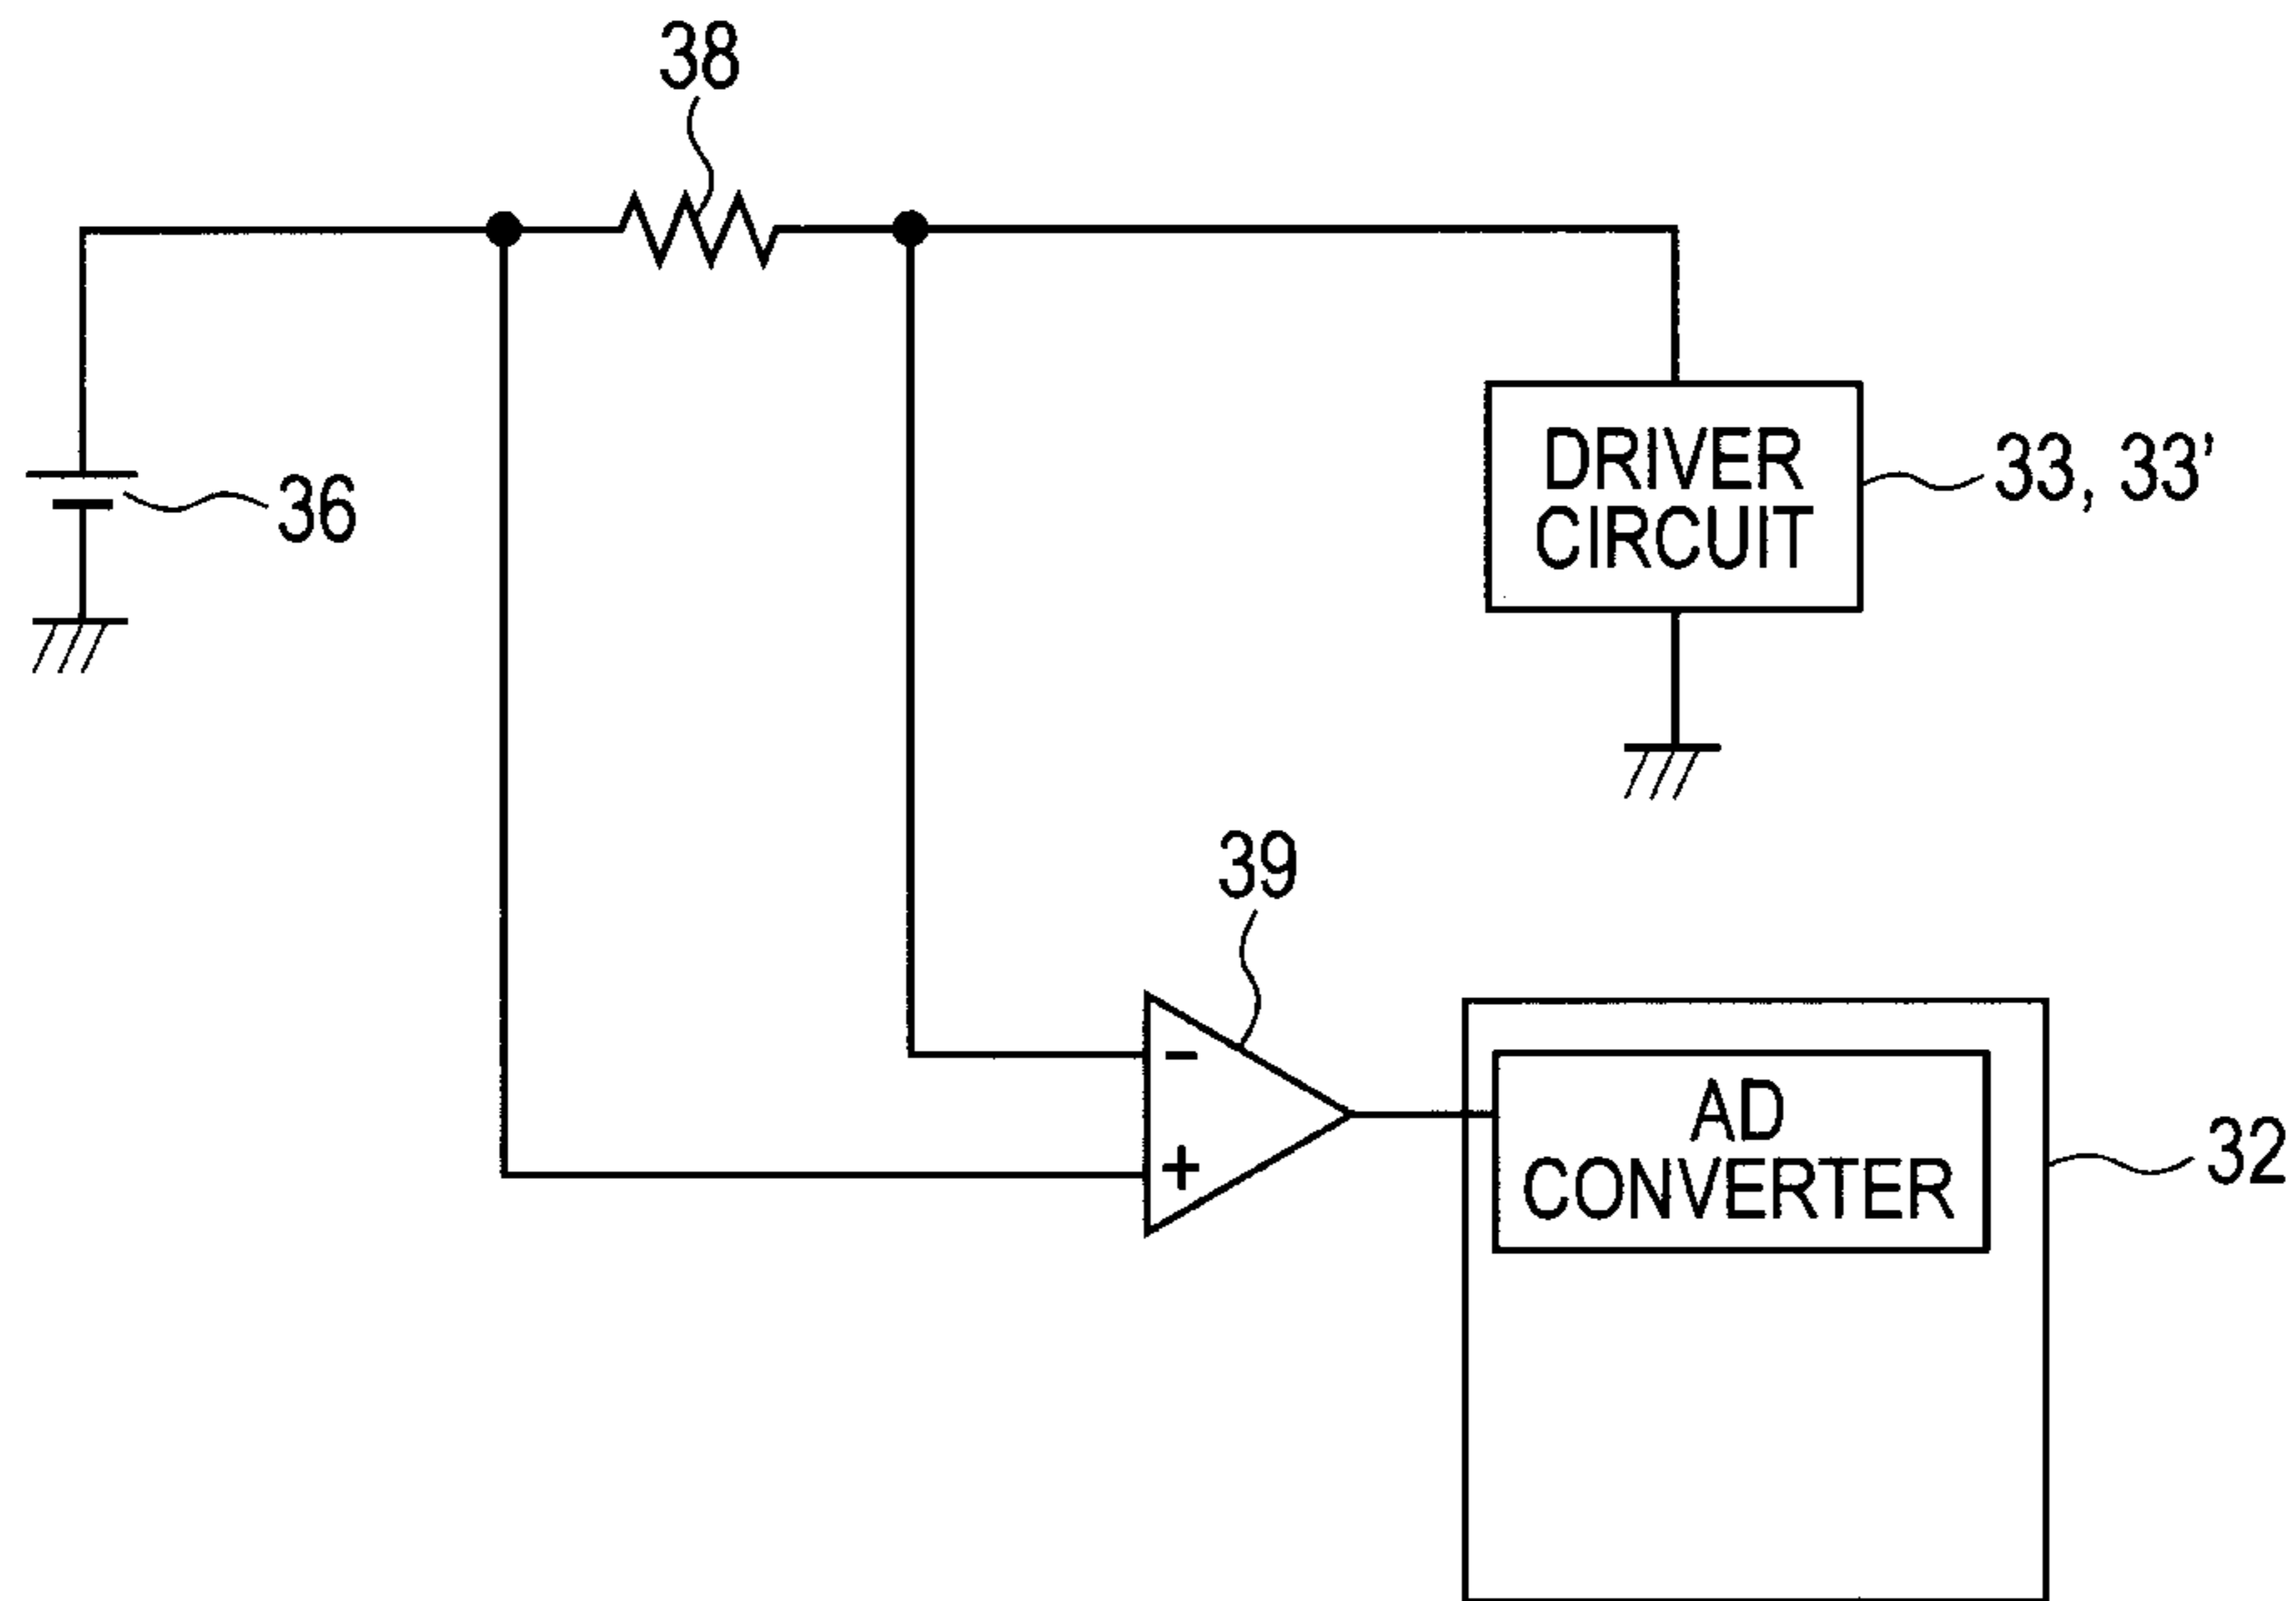 38
36
DRIVER
CIRCUIT
33, 33’
39
-
+
AD
CONVERTER
32